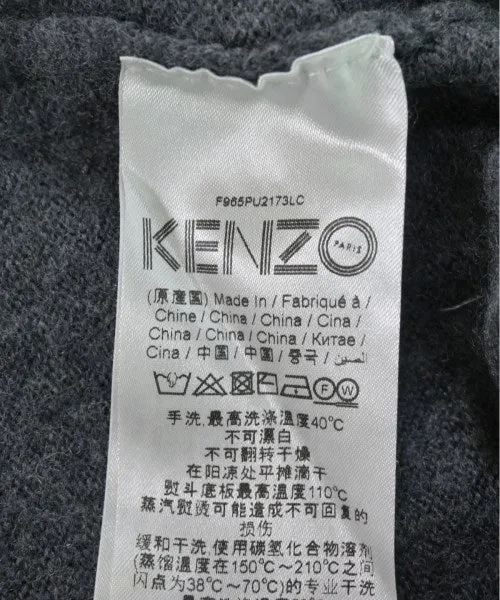 F965PU2173LC
KENZO
PARIS
(原産国) Made In / Fabriqué à /
Chine / China / China / Cina /
China / China / China / Китае /
Cina / 中国 / 中國 / 중국 / الصين
F W
手洗.最高洗涤温度40°C
不可漂白
不可翻转干燥
在阳凉处平摊滴干
熨斗底板最高温度110°C
蒸汽熨烫可能造成不可回复的
损伤
缓和干洗.使用碳氢化合物溶剂
(蒸馏温度在150°C～210°C之间
闪点为38°C～70°C)的专业干洗